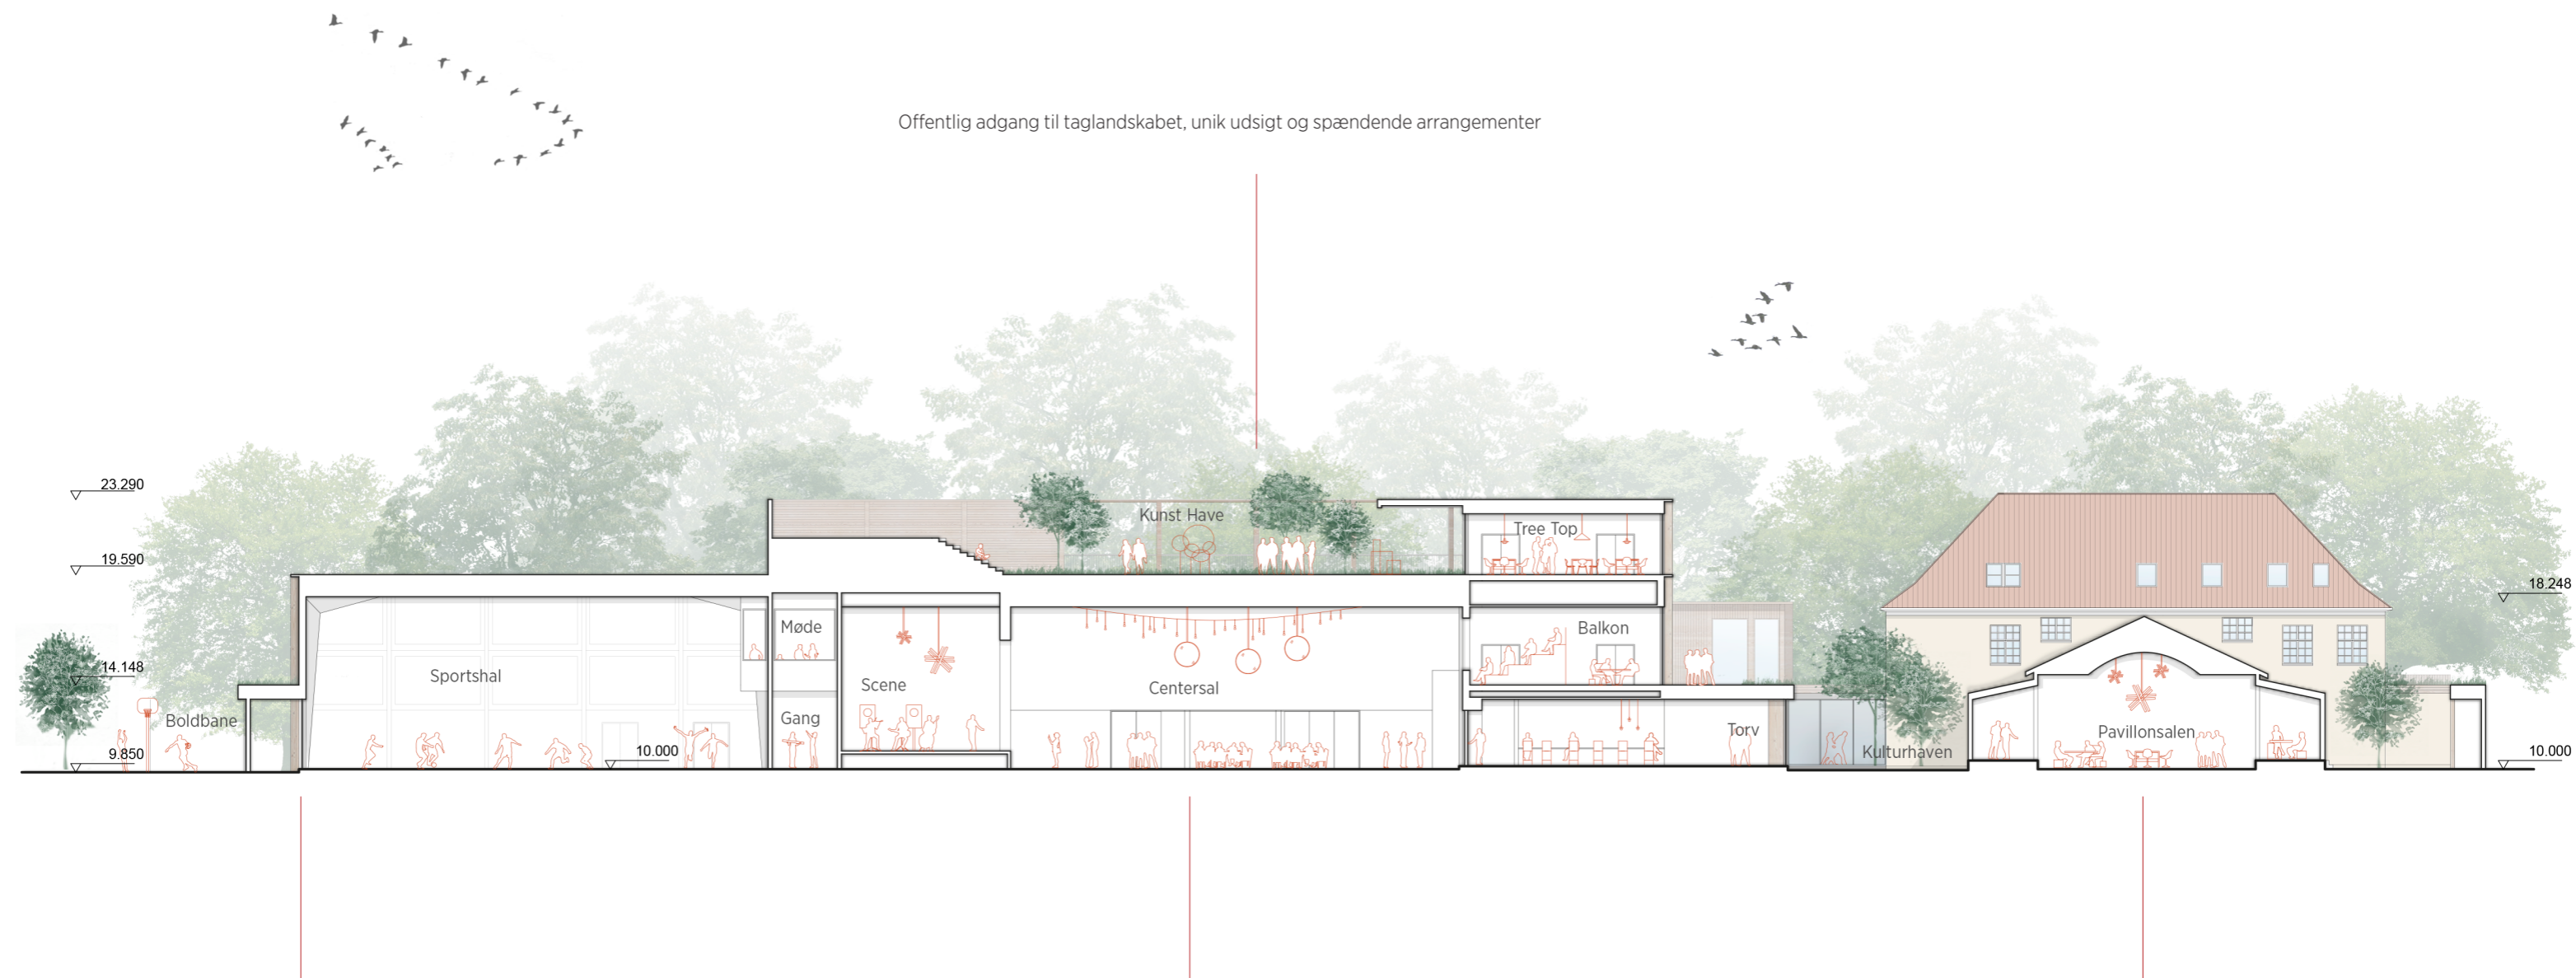 Offentlig adgang til taglandskabet, unik udsigt og spændende arrangementer
23.290
Kunst Have
Tree Top
19.590
18.248
Møde
Balkon
14.148
Sportshal
Scene
Centersal
Boldbane
Gang
Torv
Pavillonsalen
9.850
10.000
Kulturhaven
10.000